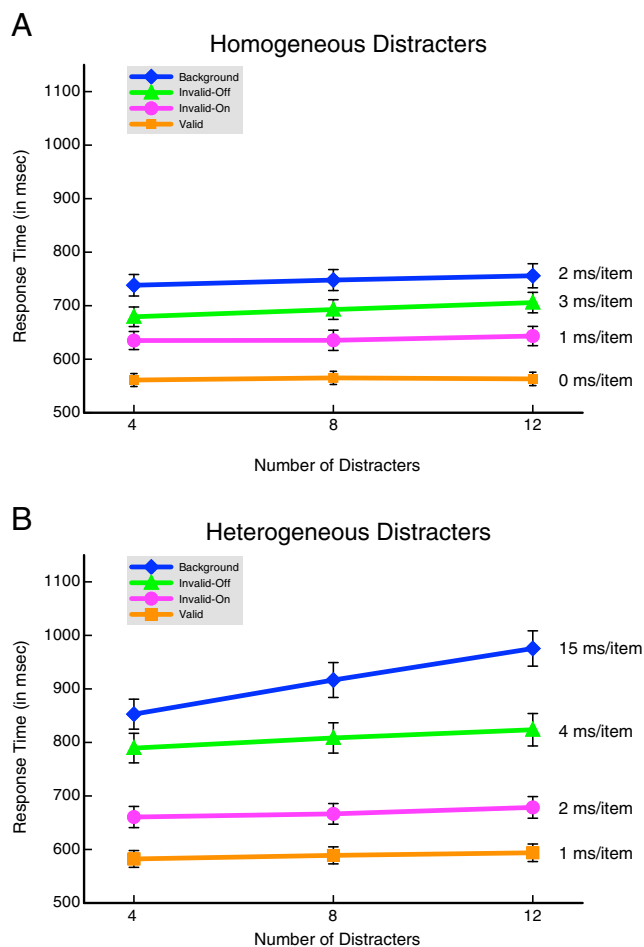 A
Homogeneous Distracters
Response Time (in msec)
1100
1000
900
800
700
600
500
Background
Invalid-Off
Invalid-On
Valid
2 ms/item
3 ms/item
1 ms/item
0 ms/item
4
8
12
Number of Distracters
B
Heterogeneous Distracters
Response Time (in msec)
1100
1000
900
800
700
600
500
Background
Invalid-Off
Invalid-On
Valid
15 ms/item
4 ms/item
2 ms/item
1 ms/item
4
8
12
Number of Distracters